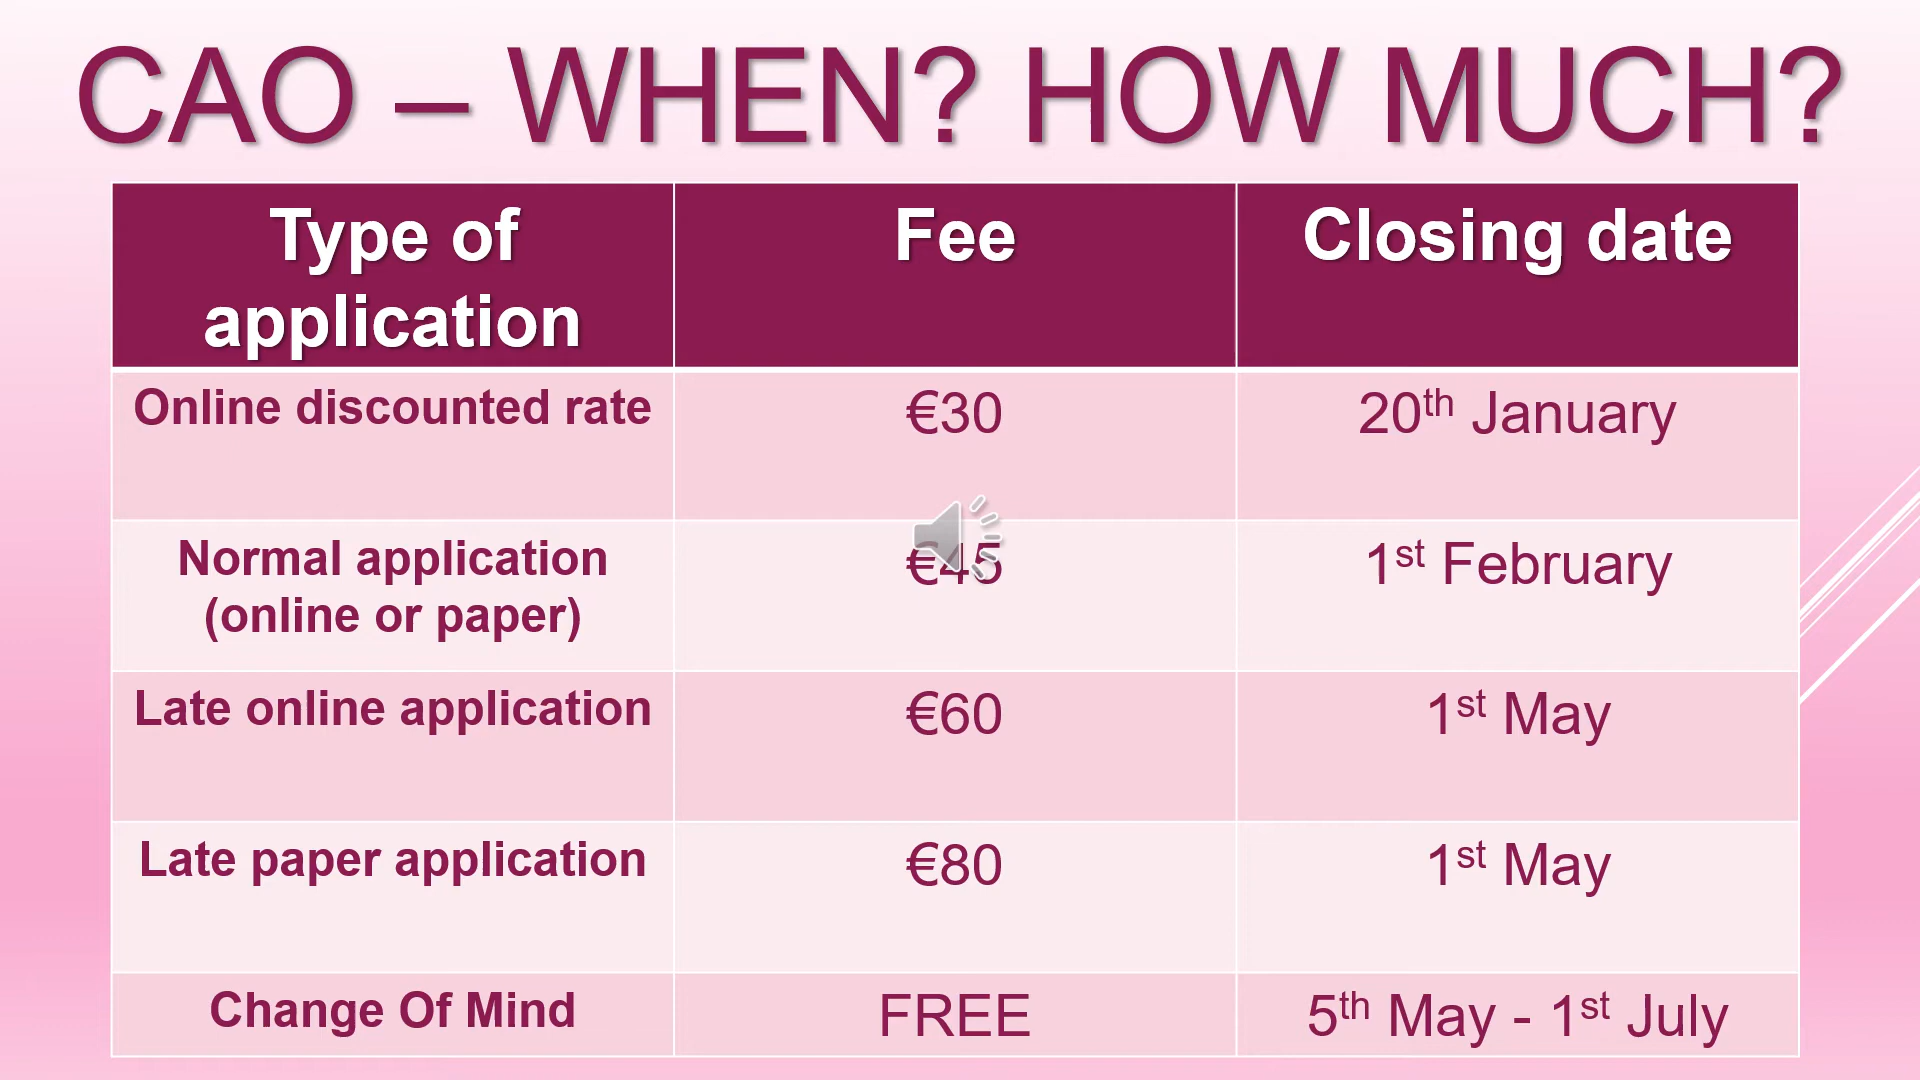 CAO – WHEN? HOW MUCH?
Type of application
Fee
Closing date
Online discounted rate
€30
20th January
Normal application
(online or paper)
€45
1st February
Late online application
€60
1st May
Late paper application
€80
1st May
Change Of Mind
FREE
5th May - 1st July